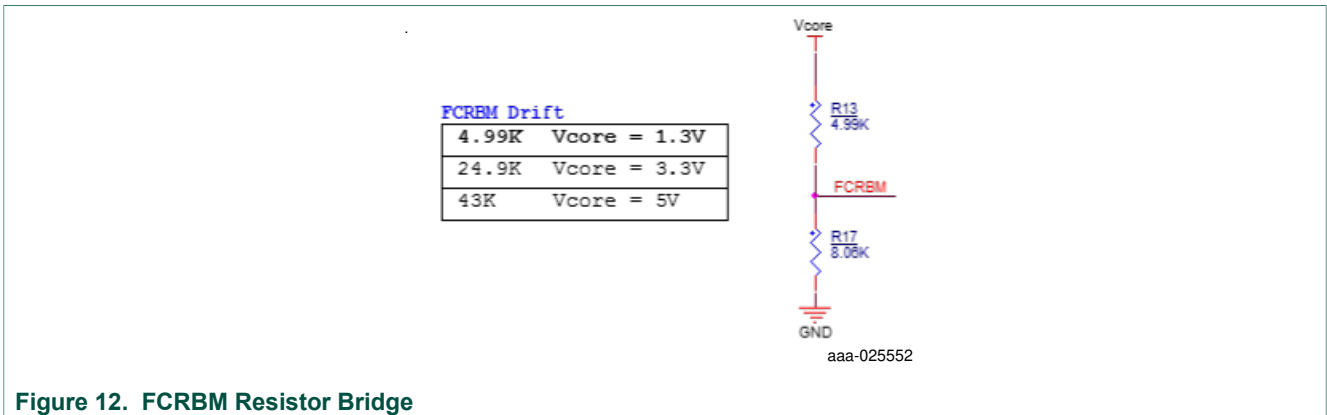 FCRBM Drift
4.99K Vcore = 1.3V
24.9K Vcore = 3.3V
43K Vcore = 5V
Vcore
R13
4.99K
FCRBM
R17
8.06K
GND
aaa-025552
Figure 12. FCRBM Resistor Bridge